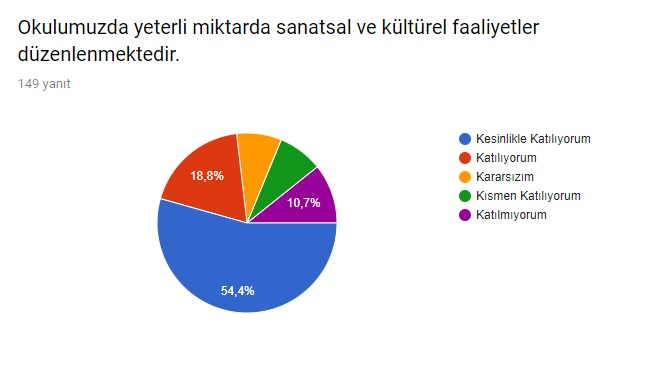 Okulumuzda yeterli miktarda sanatsal ve kültürel faaliyetler
düzenlenmektedir.
149 yanıt
Kesinlikle Katılıyorum
Katılıyorum
Kararsızım
Kısmen Katılıyorum
Katılmıyorum
18,8%
10,7%
54,4%